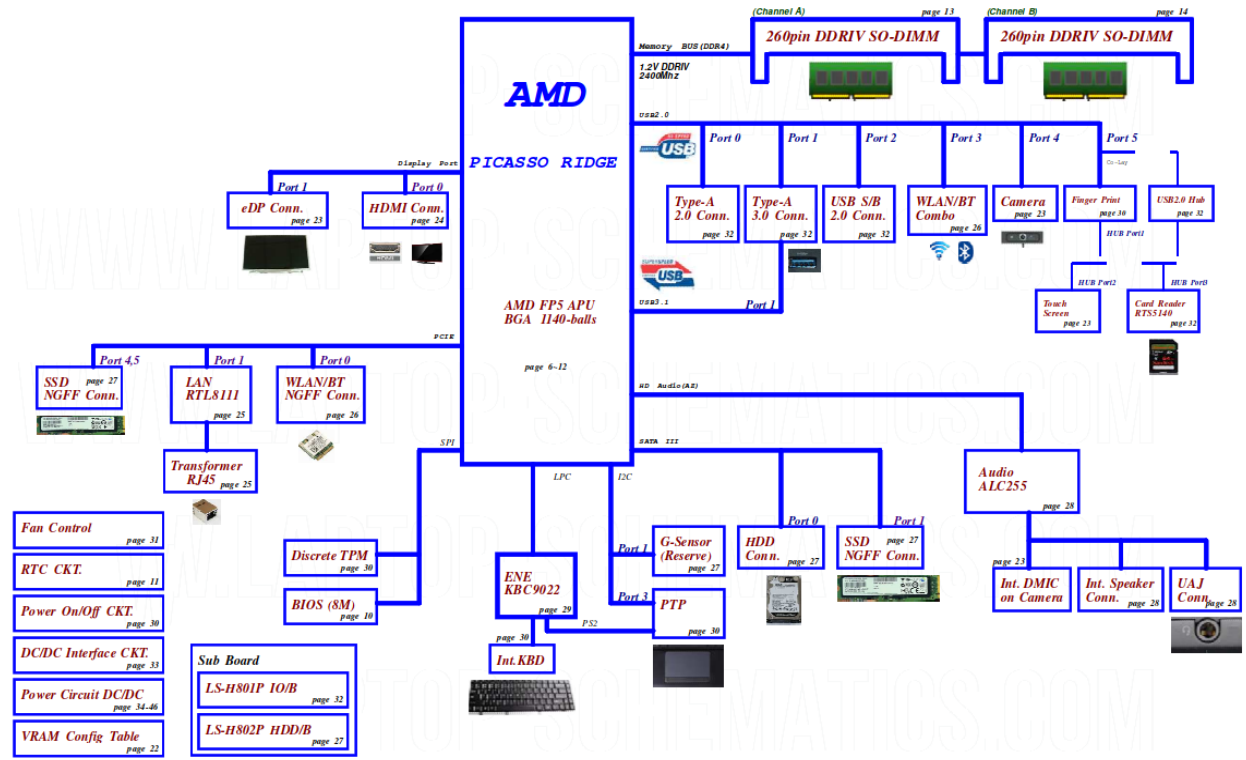 (Channel A)
page 13
260pin DDRIV SO-DIMM
(Channel B)
page 14
260pin DDRIV SO-DIMM
Memory BUS(DDR4)
1.2V DDRIV
2400Mhz
AMD
PICASSO RIDGE
AMD FP5 APU
BGA 1140-balls
page 6~12
USB2.0
USB
Port 0
Port 1
Port 2
Port 3
Port 4
Port 5
Co-Lay
Type-A
2.0 Conn.
page 32
Type-A
3.0 Conn.
page 32
USB S/B
2.0 Conn.
page 32
WLAN/BT
Combo
page 26
Camera
page 23
Finger Print
page 30
USB2.0 Hub
page 32
HUB Port1
HUB Port2
HUB Port3
Touch
Screen
page 23
Card Reader
RTS5140
page 32
USB
USB3.1
Port 1
Display Port
Port 1
Port 0
eDP Conn.
page 23
HDMI Conn.
page 24
PCIE
Port 4,5
Port 1
Port 0
SSD
page 27
NGFF Conn.
LAN
RTL8111
page 25
WLAN/BT
NGFF Conn.
page 26
Transformer
RJ45
page 25
SPI
Discrete TPM
page 30
BIOS (8M)
page 10
HD Audio(AZ)
Audio
ALC255
page 28
page 23
Int. DMIC
on Camera
Int. Speaker
Conn.
page 28
UAJ
Conn.
page 28
SATA III
Port 0
Port 1
HDD
Conn.
page 27
SSD
page 27
NGFF Conn.
LPC
I2C
ENE
KBC9022
page 29
Port 1
G-Sensor
(Reserve)
page 27
Port 3
PTP
page 30
PS2
page 30
Int.KBD
Fan Control
page 31
RTC CKT.
page 11
Power On/Off CKT.
page 30
DC/DC Interface CKT.
page 33
Power Circuit DC/DC
page 34-46
VRAM Config Table
page 22
Sub Board
LS-H801P IO/B
page 32
LS-H802P HDD/B
page 27